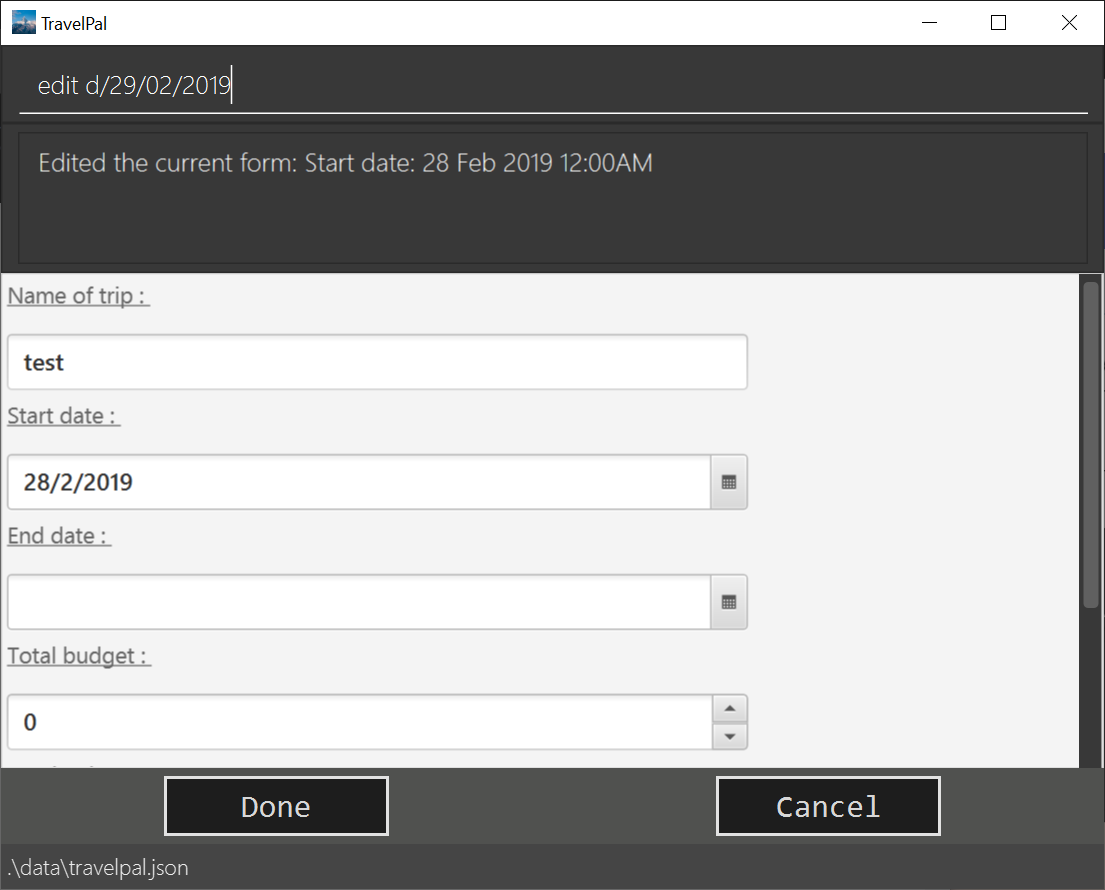 TravelPal
edit d/29/02/2019
Edited the current form: Start date: 28 Feb 2019 12:00AM
Name of trip :
test
Start date :
28/2/2019
End date :
Total budget :
0
Done
Cancel
.\data\travelpal.json